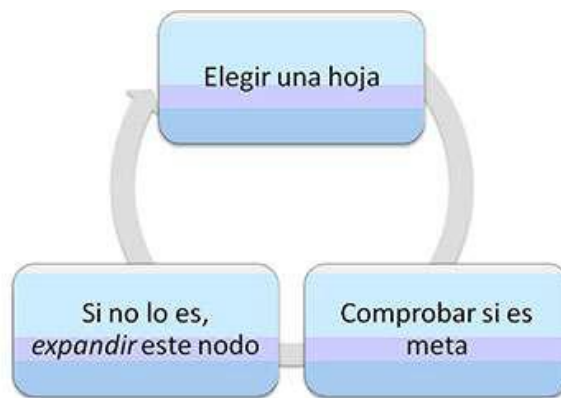 Elegir una hoja
Si no lo es,
expandir este nodo
Comprobar si es
meta